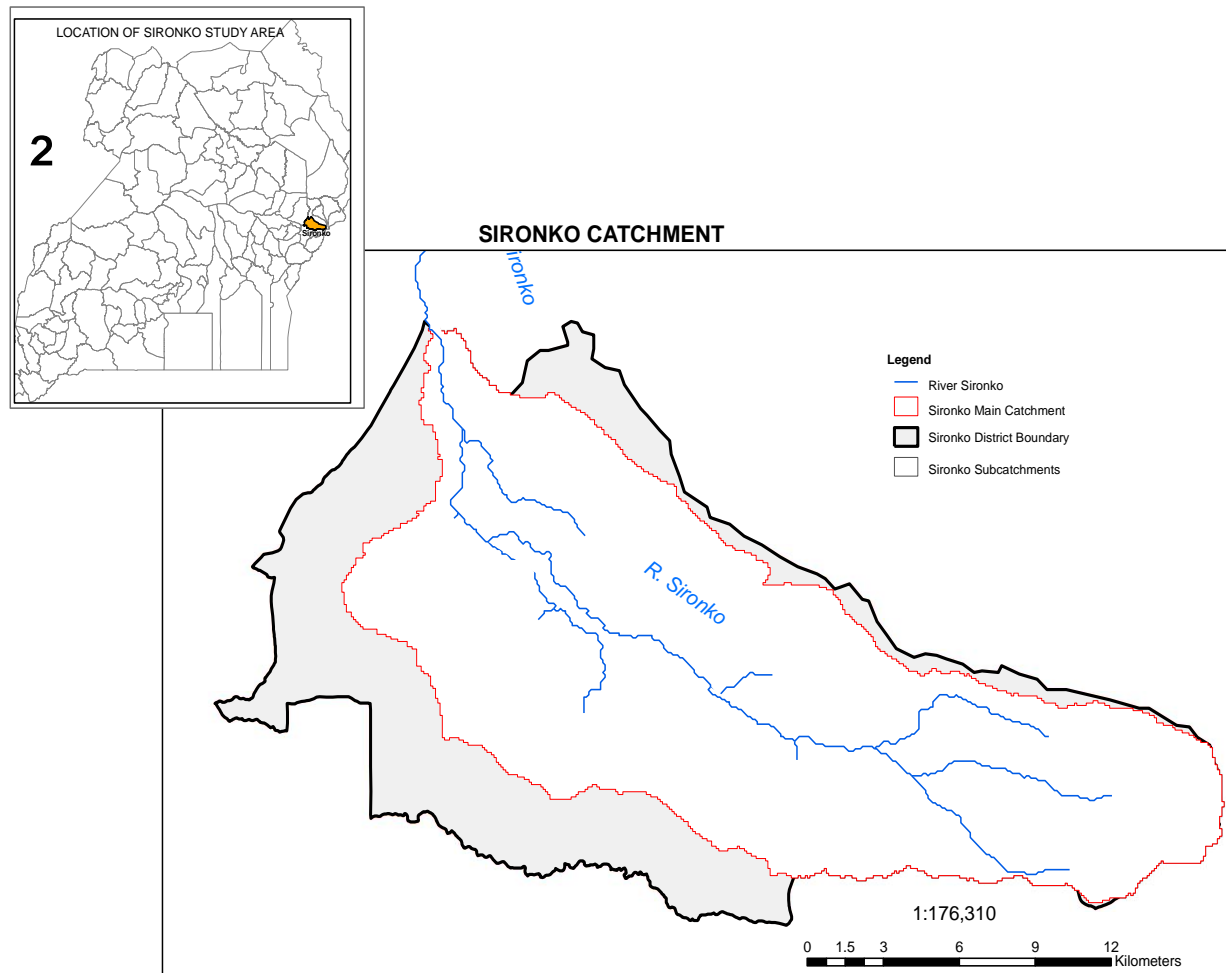 LOCATION OF SIRONKO STUDY AREA
2
Sironko
SIRONKO CATCHMENT
ironko
Legend
River Sironko
Sironko Main Catchment
Sironko District Boundary
Sironko Subcatchments
R. Sironko
1:176,310
0 1.5 3 6 9 12
Kilometers